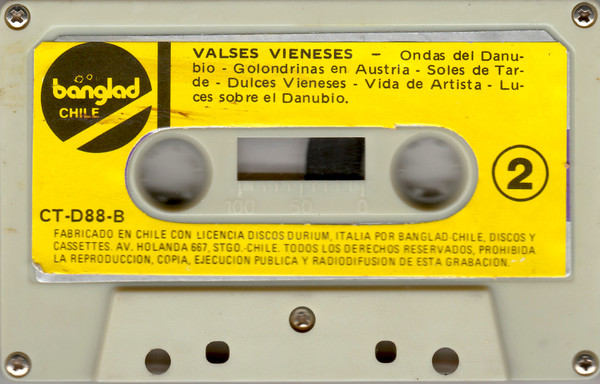 bänglad
CHILE
VALSES VIENESES – Ondas del Danu-
bio - Golondrinas en Austria - Soles de Tar-
de - Dulces Vieneses - Vida de Artista - Lu-
ces sobre el Danubio.
2
100 50 0
CT-D88-B
FABRICADO EN CHILE CON LICENCIA DISCOS DURIUM, ITALIA POR BANGLAD-CHILE, DISCOS Y
CASSETTES. AV. HOLANDA 667, STGO.-CHILE. TODOS LOS DERECHOS RESERVADOS, PROHIBIDA
LA REPRODUCCION, COPIA, EJECUCION PUBLICA Y RADIODIFUSION DE ESTA GRABACION.